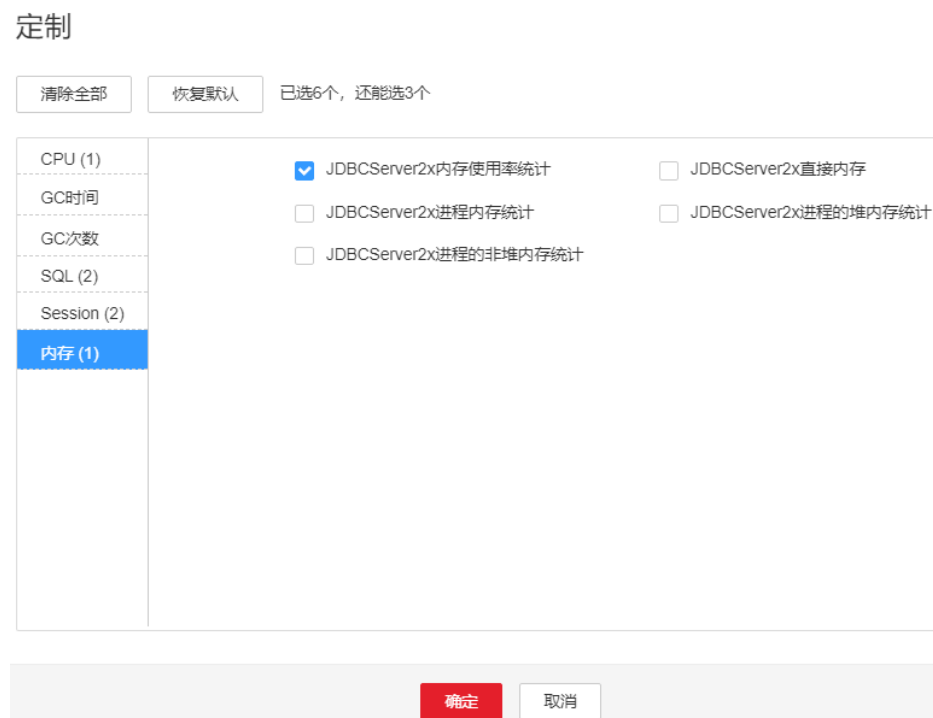 定制
清除全部 恢复默认 已选6个，还能选3个
CPU (1)
GC时间
GC次数
SQL (2)
Session (2)
内存 (1)
JDBCServer2x内存使用率统计 JDBCServer2x直接内存
JDBCServer2x进程内存统计 JDBCServer2x进程的堆内存统计
JDBCServer2x进程的非堆内存统计
确定 取消